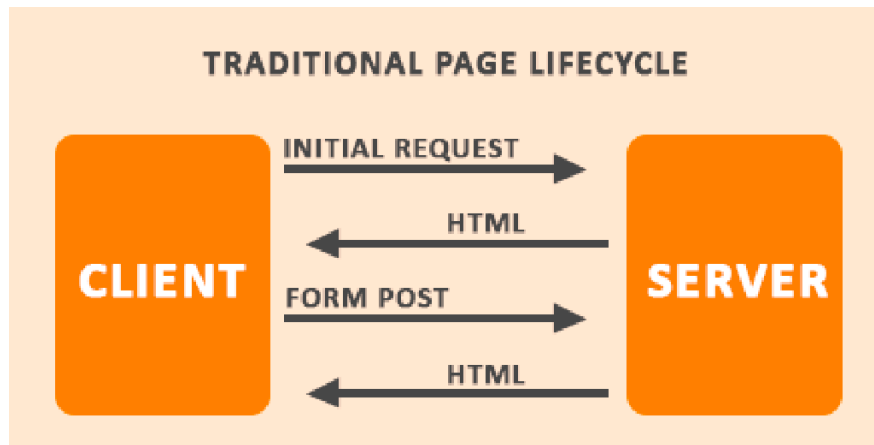 TRADITIONAL PAGE LIFECYCLE
INITIAL REQUEST
HTML
CLIENT
SERVER
FORM POST
HTML